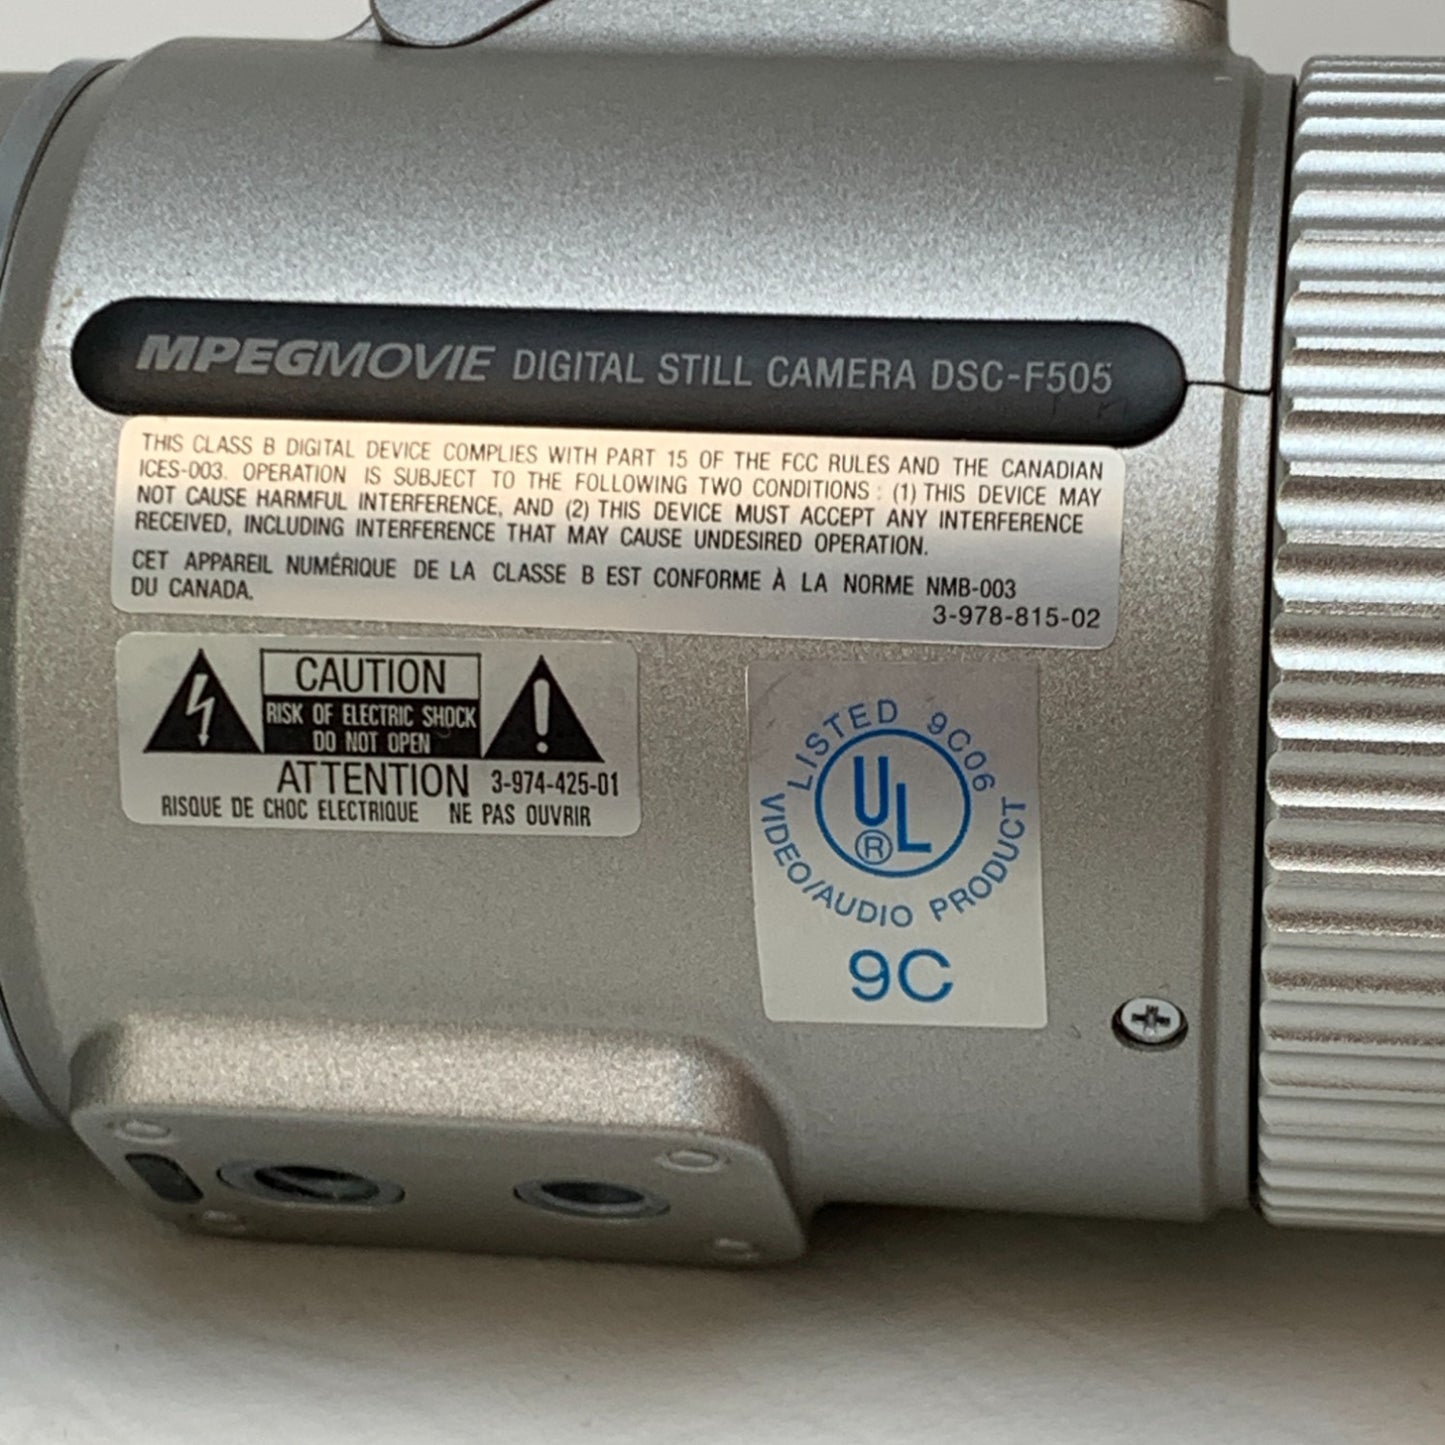 MPEGMOVIE DIGITAL STILL CAMERA DSC-F505
THIS CLASS B DIGITAL DEVICE COMPLIES WITH PART 15 OF THE FCC RULES AND THE CANADIAN
ICES-003. OPERATION IS SUBJECT TO THE FOLLOWING TWO CONDITIONS : (1) THIS DEVICE MAY
NOT CAUSE HARMFUL INTERFERENCE, AND (2) THIS DEVICE MUST ACCEPT ANY INTERFERENCE
RECEIVED, INCLUDING INTERFERENCE THAT MAY CAUSE UNDESIRED OPERATION.
CET APPAREIL NUMÉRIQUE DE LA CLASSE B EST CONFORME À LA NORME NMB-003
DU CANADA.
3-978-815-02
CAUTION
RISK OF ELECTRIC SHOCK
DO NOT OPEN
ATTENTION 3-974-425-01
RISQUE DE CHOC ELECTRIQUE NE PAS OUVRIR
LISTED 9C06
UL
®
VIDEO/AUDIO PRODUCT
9C